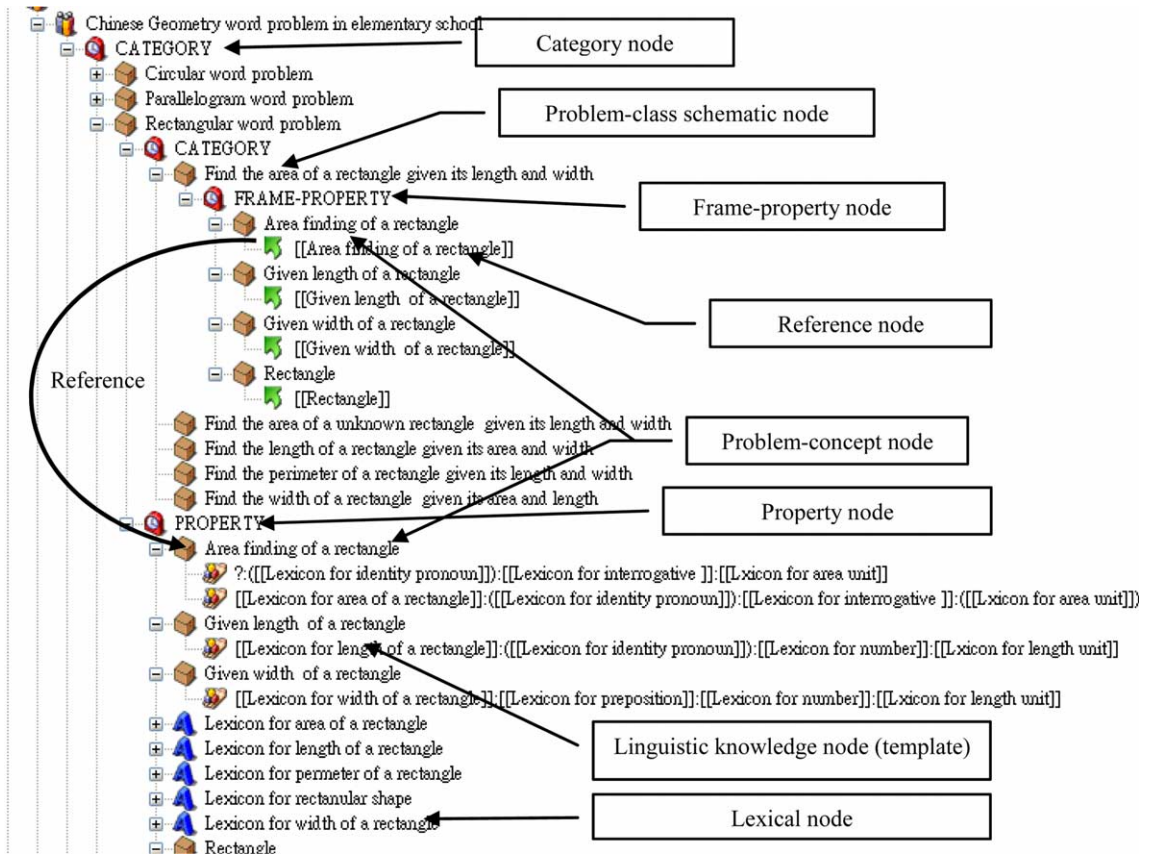 Chinese Geometry word problem in elementary school
CATEGORY
Category node
Circular word problem
Parallelogram word problem
Problem-class schematic node
Rectangular word problem
CATEGORY
Find the area of a rectangle given its length and width
FRAME-PROPERTY
Frame-property node
Area finding of a rectangle
[[Area finding of a rectangle]]
Given length of a rectangle
[[Given length of a rectangle]]
Reference node
Given width of a rectangle
[[Given width of a rectangle]]
Reference
Rectangle
[[Rectangle]]
Find the area of a unknown rectangle given its length and width
Problem-concept node
Find the length of a rectangle given its area and width
Find the perimeter of a rectangle given its length and width
Find the width of a rectangle given its area and length
Property node
PROPERTY
Area finding of a rectangle
?:([[Lexicon for identity pronoun]]):[[Lexicon for interrogative ]]:[[Lxicon for area unit]]
[[Lexicon for area of a rectangle]]:([[Lexicon for identity pronoun]]):[[Lexicon for interrogative ]]:([[Lxicon for area unit]])
Given length of a rectangle
[[Lexicon for length of a rectangle]]:([[Lexicon for identity pronoun]]):[[Lexicon for number]]:[[Lxicon for length unit]]
Given width of a rectangle
[[Lexicon for width of a rectangle]]:[[Lexicon for preposition]]:[[Lexicon for number]]:[[Lxicon for length unit]]
Lexicon for area of a rectangle
Lexicon for length of a rectangle
Linguistic knowledge node (template)
Lexicon for permeter of a rectangle
Lexicon for rectanular shape
Lexicon for width of a rectangle
Lexical node
Rectangle